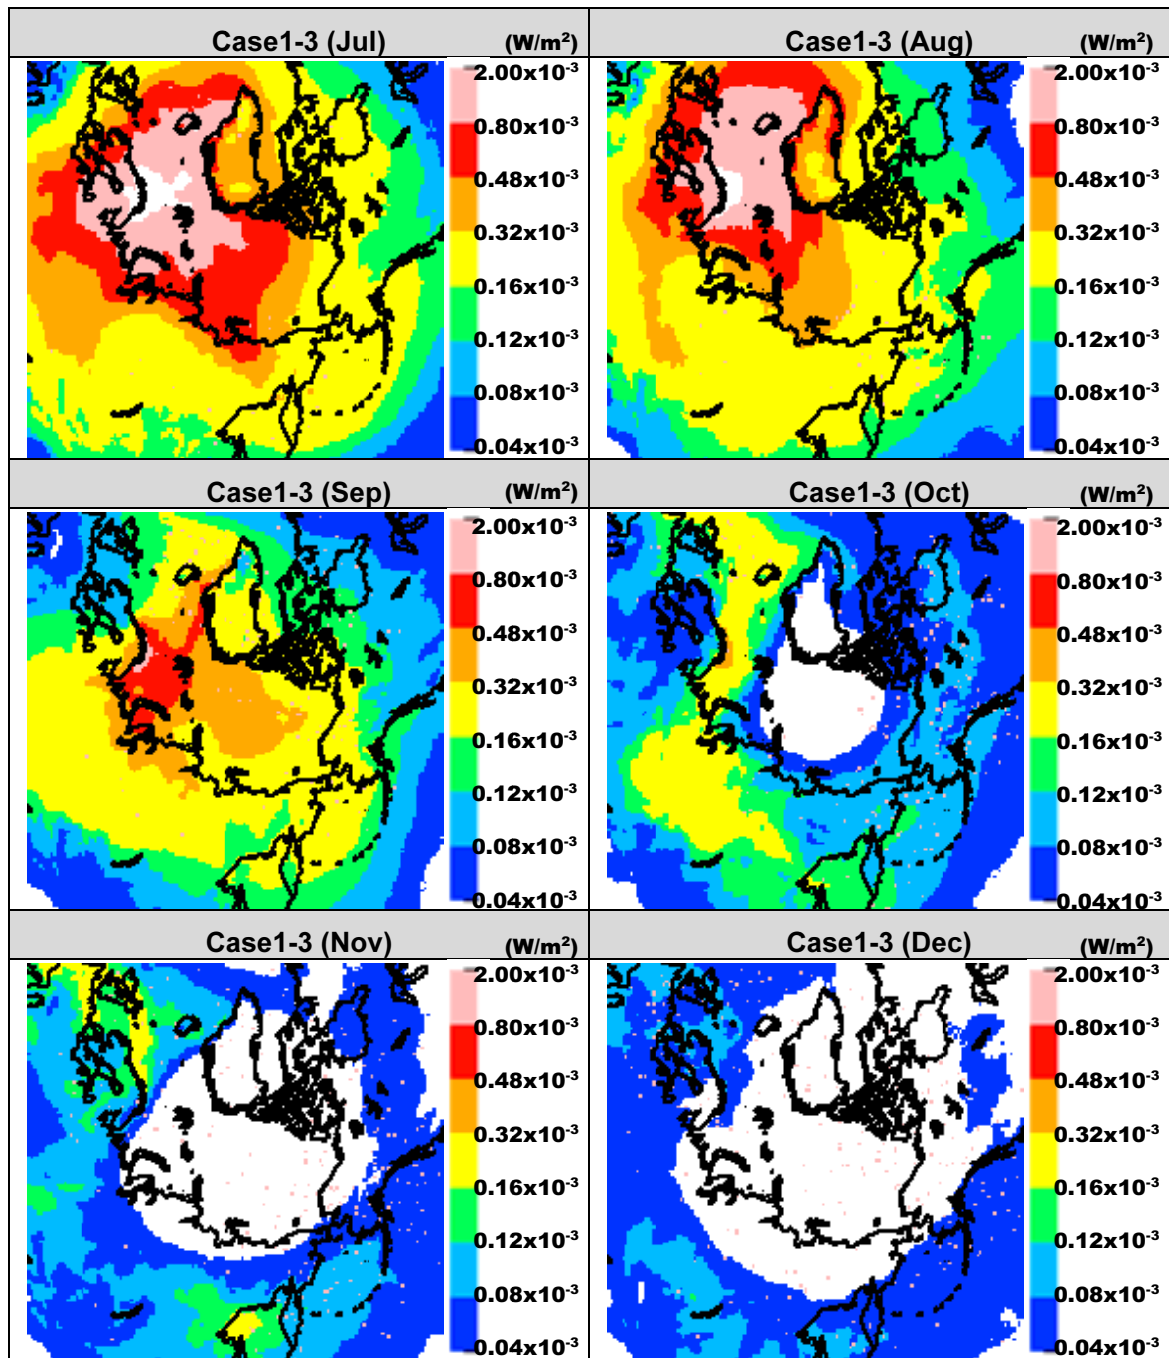 Case1-3 (Jul) (W/m²) Case1-3 (Aug) (W/m²)
2.00x10⁻³ 2.00x10⁻³
0.80x10⁻³ 0.80x10⁻³
0.48x10⁻³ 0.48x10⁻³
0.32x10⁻³ 0.32x10⁻³
0.16x10⁻³ 0.16x10⁻³
0.12x10⁻³ 0.12x10⁻³
0.08x10⁻³ 0.08x10⁻³
0.04x10⁻³ 0.04x10⁻³
Case1-3 (Sep) (W/m²) Case1-3 (Oct) (W/m²)
2.00x10⁻³ 2.00x10⁻³
0.80x10⁻³ 0.80x10⁻³
0.48x10⁻³ 0.48x10⁻³
0.32x10⁻³ 0.32x10⁻³
0.16x10⁻³ 0.16x10⁻³
0.12x10⁻³ 0.12x10⁻³
0.08x10⁻³ 0.08x10⁻³
0.04x10⁻³ 0.04x10⁻³
Case1-3 (Nov) (W/m²) Case1-3 (Dec) (W/m²)
2.00x10⁻³ 2.00x10⁻³
0.80x10⁻³ 0.80x10⁻³
0.48x10⁻³ 0.48x10⁻³
0.32x10⁻³ 0.32x10⁻³
0.16x10⁻³ 0.16x10⁻³
0.12x10⁻³ 0.12x10⁻³
0.08x10⁻³ 0.08x10⁻³
0.04x10⁻³ 0.04x10⁻³